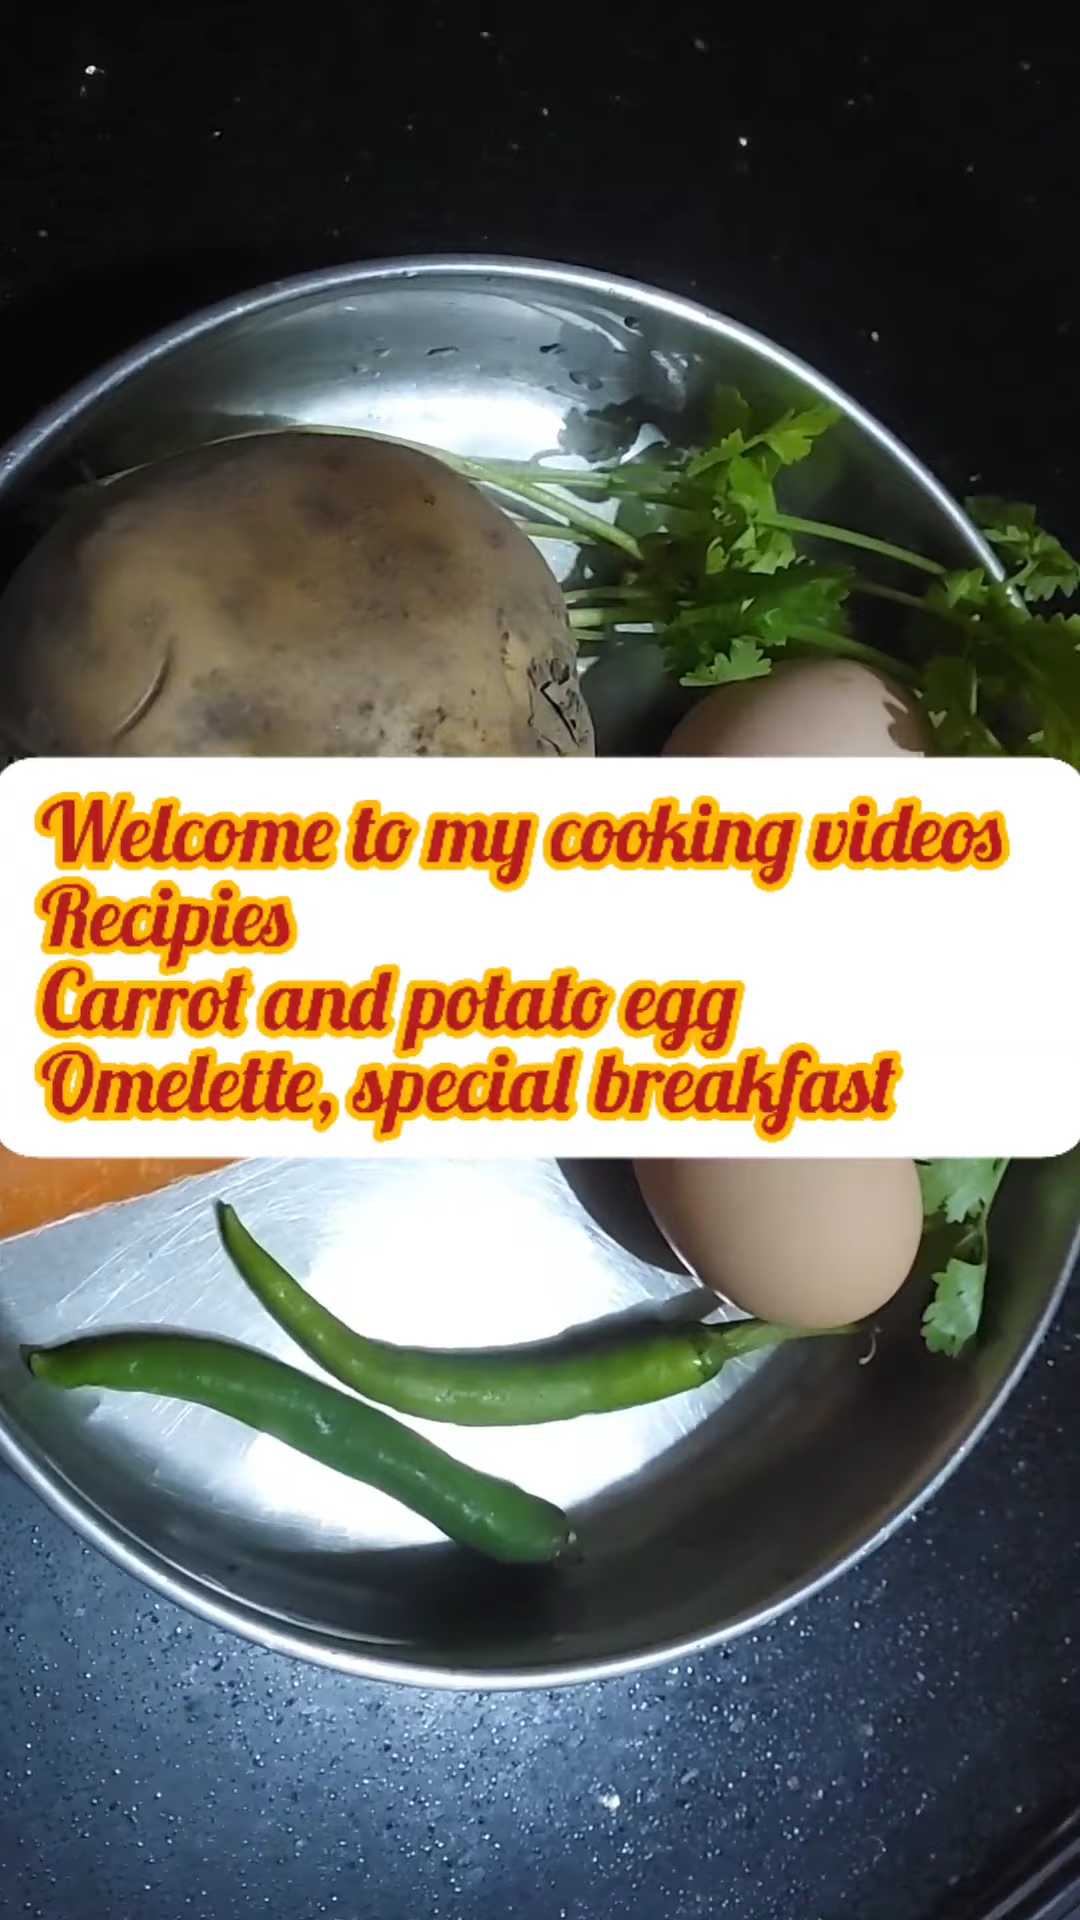 Welcome to my cooking videos
Recipies
Carrot and potato egg
Omelette, special breakfast